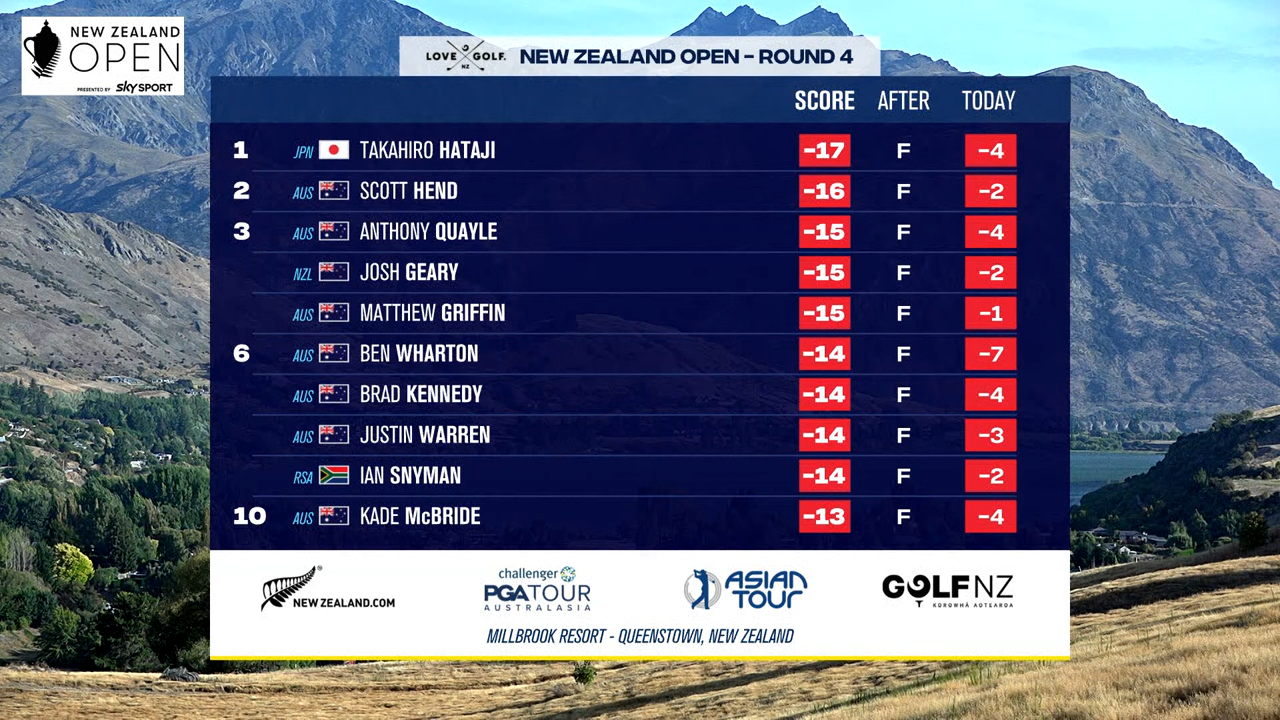 NEW ZEALAND
OPEN
PRESENTED BY sky SPORT
LOVE GOLF. NZ
NEW ZEALAND OPEN – ROUND 4
SCORE AFTER TODAY
1 JPN TAKAHIRO HATAJI -17 F -4
2 AUS SCOTT HEND -16 F -2
3 AUS ANTHONY QUAYLE -15 F -4
NZL JOSH GEARY -15 F -2
AUS MATTHEW GRIFFIN -15 F -1
6 AUS BEN WHARTON -14 F -7
AUS BRAD KENNEDY -14 F -4
AUS JUSTIN WARREN -14 F -3
RSA IAN SNYMAN -14 F -2
10 AUS KADE McBRIDE -13 F -4
NEWZEALAND.COM
challenger
PGA TOUR
AUSTRALASIA
ASIAN
TOUR
GOLF NZ
KOROWHĀ AOTEAROA
MILLBROOK RESORT - QUEENSTOWN, NEW ZEALAND